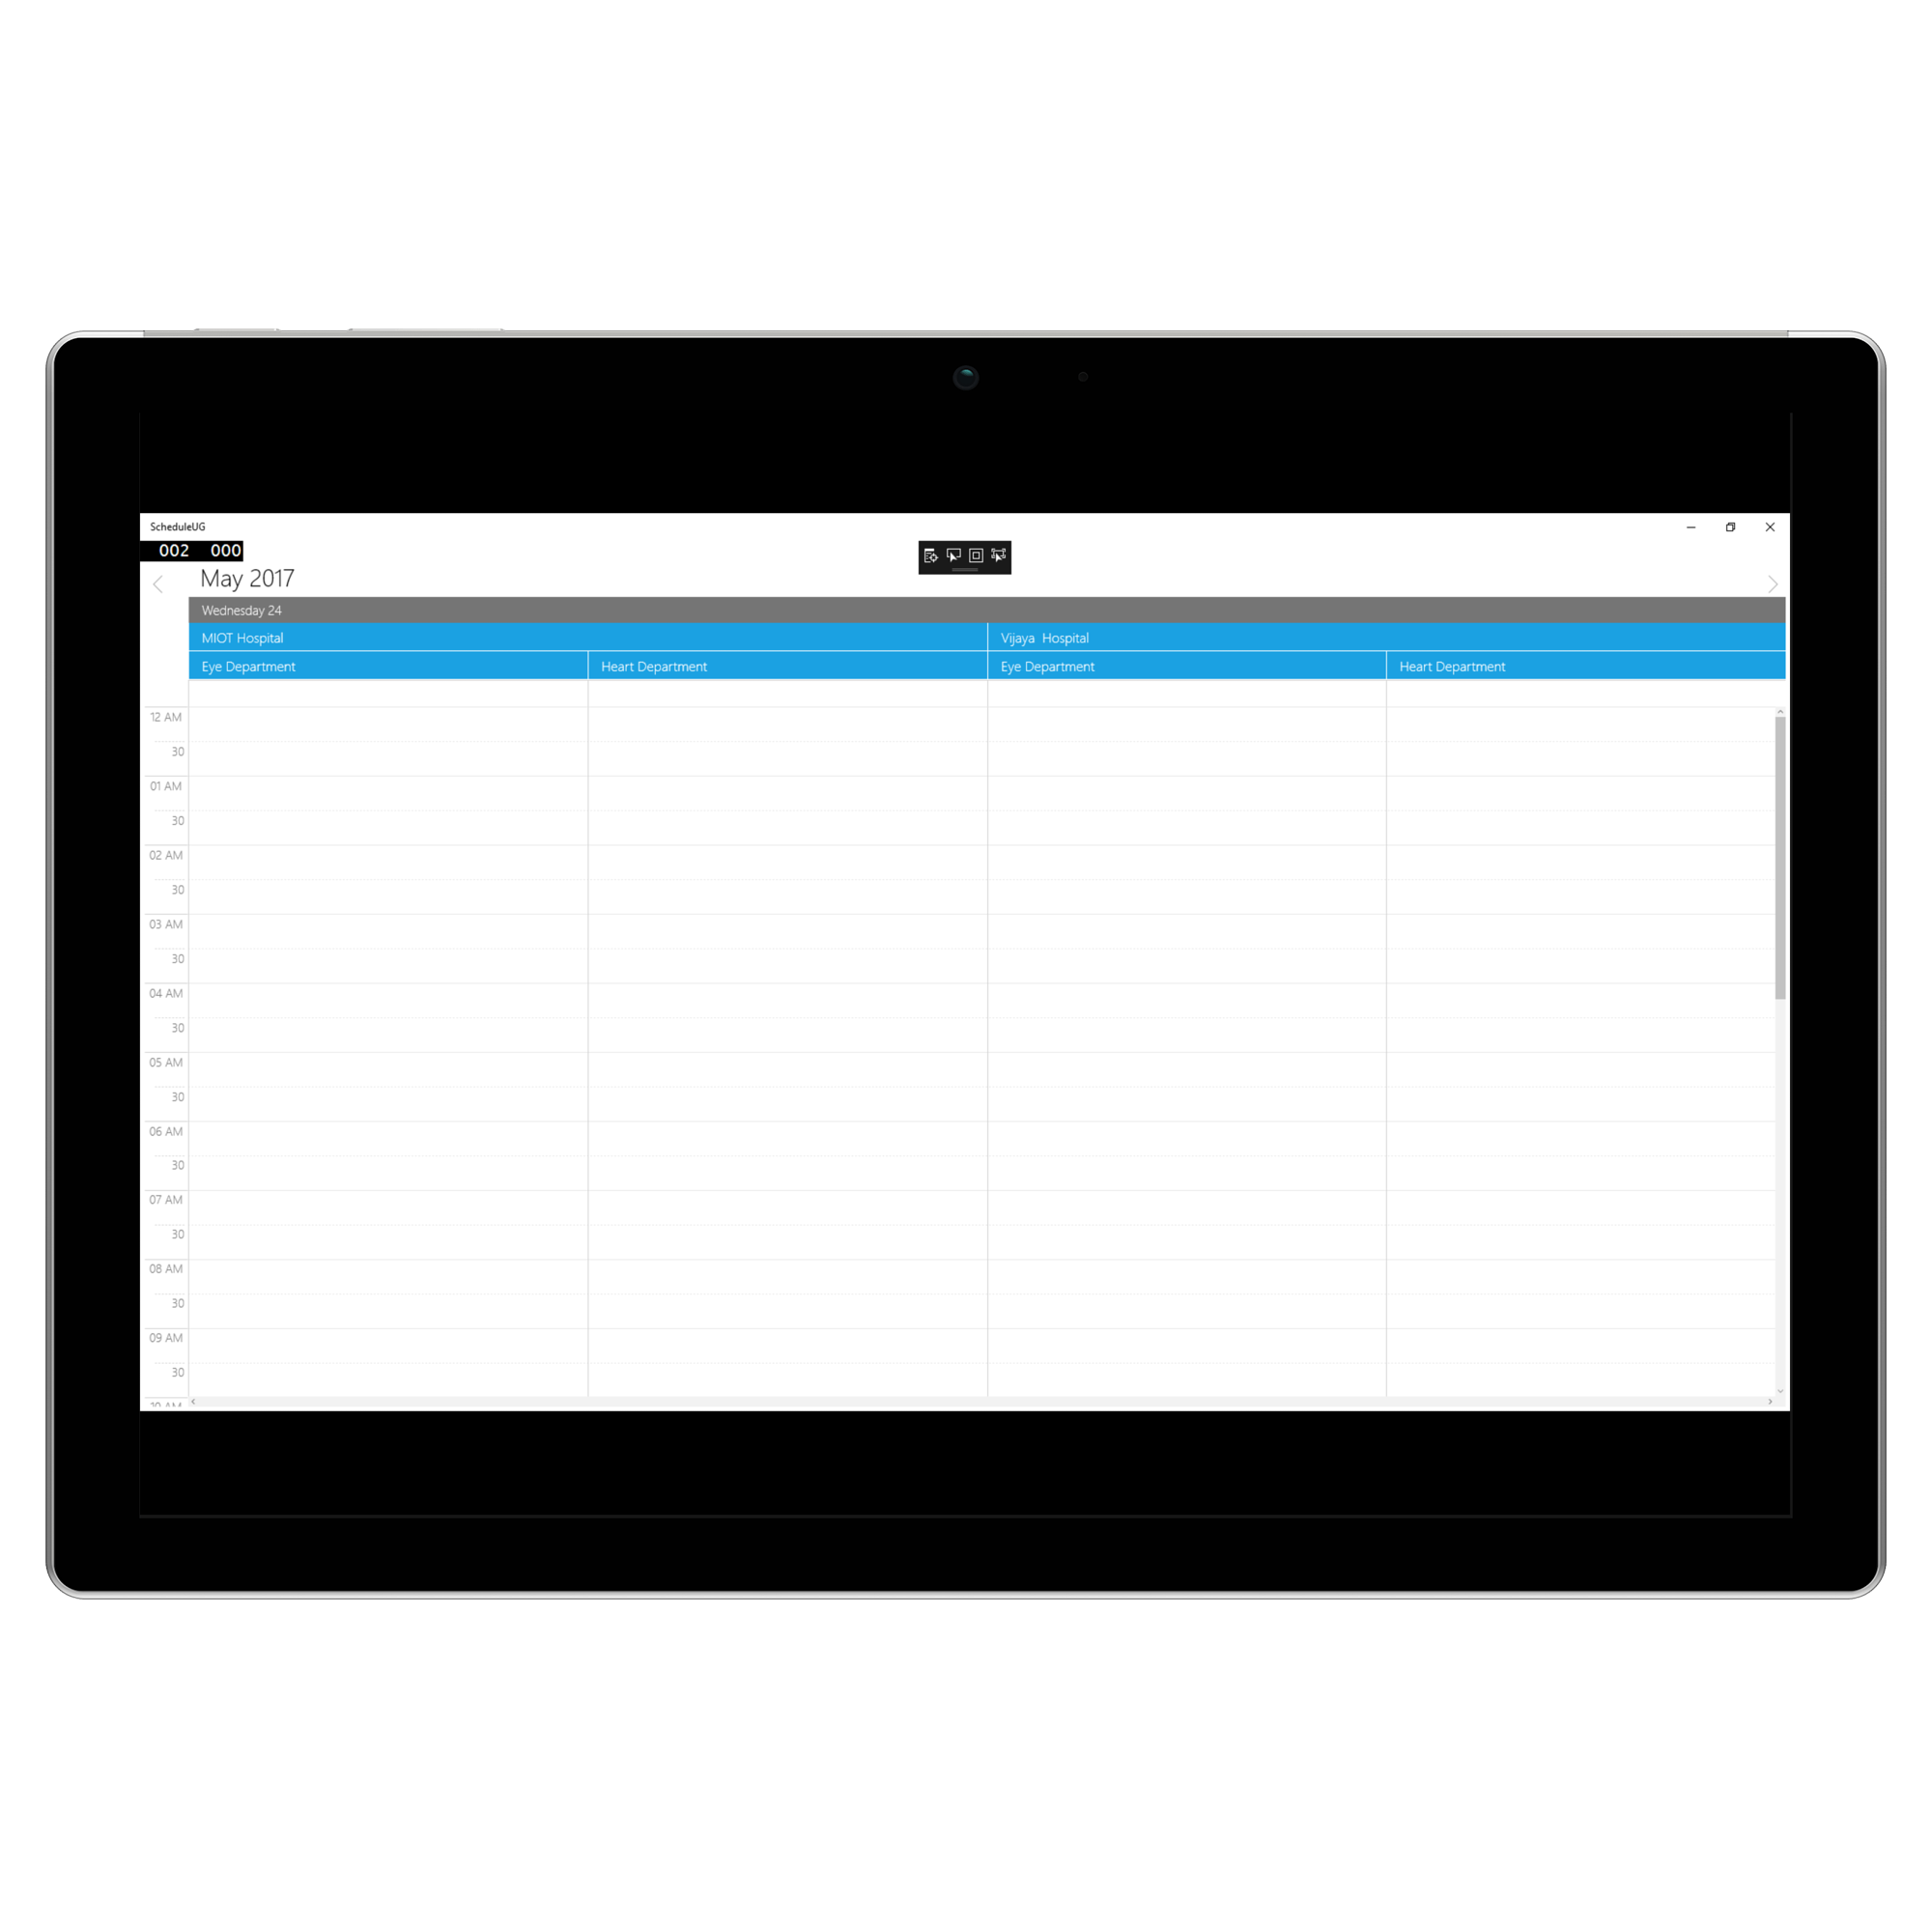 ScheduleUG
002 000
May 2017
Wednesday 24
MIOT Hospital Vijaya Hospital
Eye Department Heart Department Eye Department Heart Department
12 AM
30
01 AM
30
02 AM
30
03 AM
30
04 AM
30
05 AM
30
06 AM
30
07 AM
30
08 AM
30
09 AM
30
10 AM